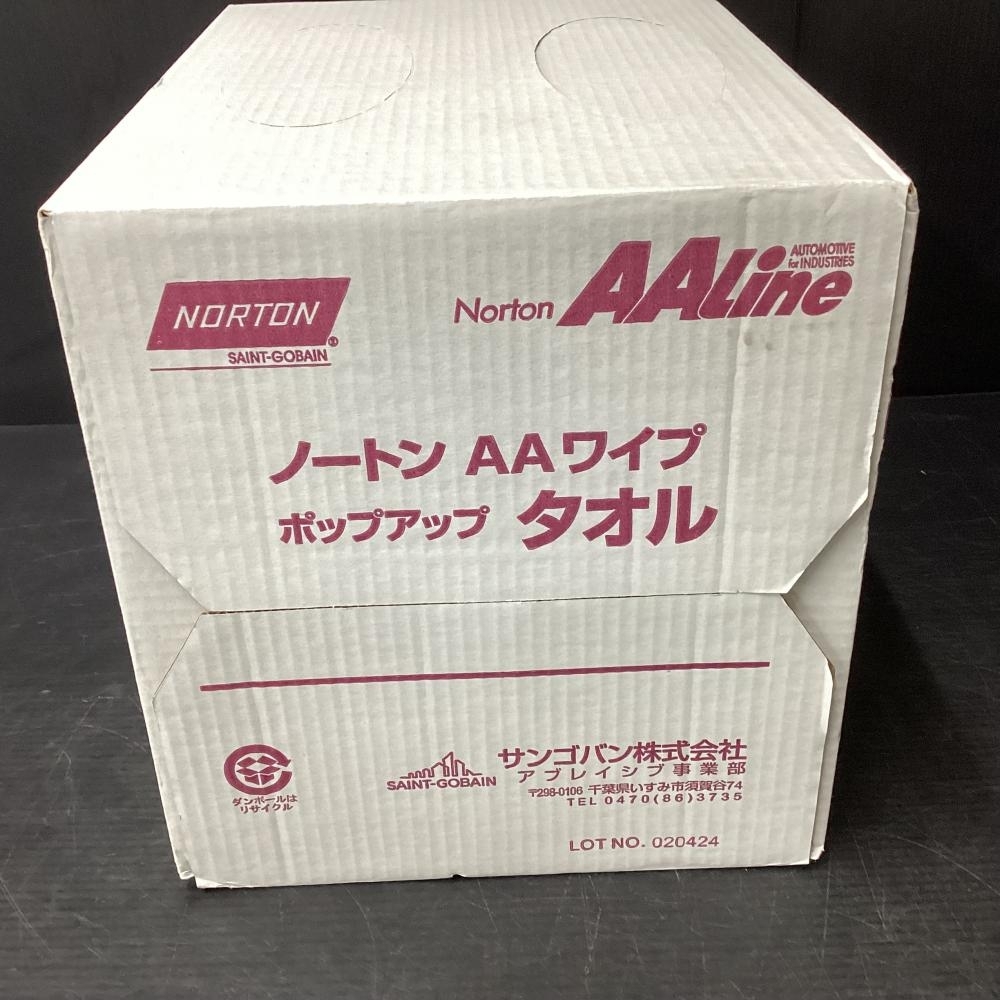 NORTON
SAINT-GOBAIN
Norton AALine
AUTOMOTIVE
for INDUSTRIES
ノートン AAワイプ
ポップアップ タオル
ダンボールは
リサイクル
SAINT-GOBAIN
サンゴバン株式会社
アブレイシブ事業部
〒298-0106 千葉県いすみ市須賀谷74
TEL 0470(86)3735
LOT NO. 020424